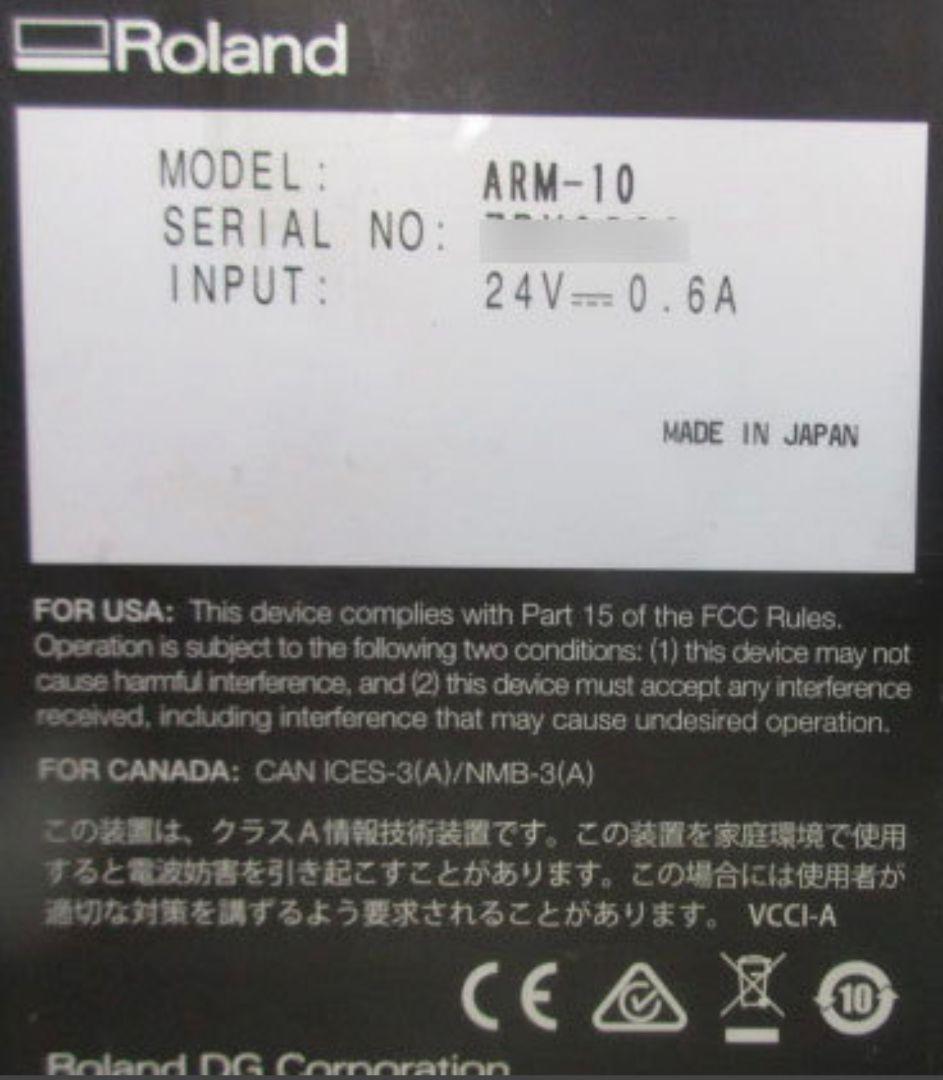 Roland
MODEL: ARM-10
SERIAL NO:
INPUT: 24V⎓0.6A
MADE IN JAPAN
FOR USA: This device complies with Part 15 of the FCC Rules.
Operation is subject to the following two conditions: (1) this device may not
cause harmful interference, and (2) this device must accept any interference
received, including interference that may cause undesired operation.
FOR CANADA: CAN ICES-3(A)/NMB-3(A)
この装置は、クラスA情報技術装置です。この装置を家庭環境で使用
すると電波妨害を引き起こすことがあります。この場合には使用者が
適切な対策を講ずるよう要求されることがあります。 VCCI-A
CE
10
Roland DG Corporation